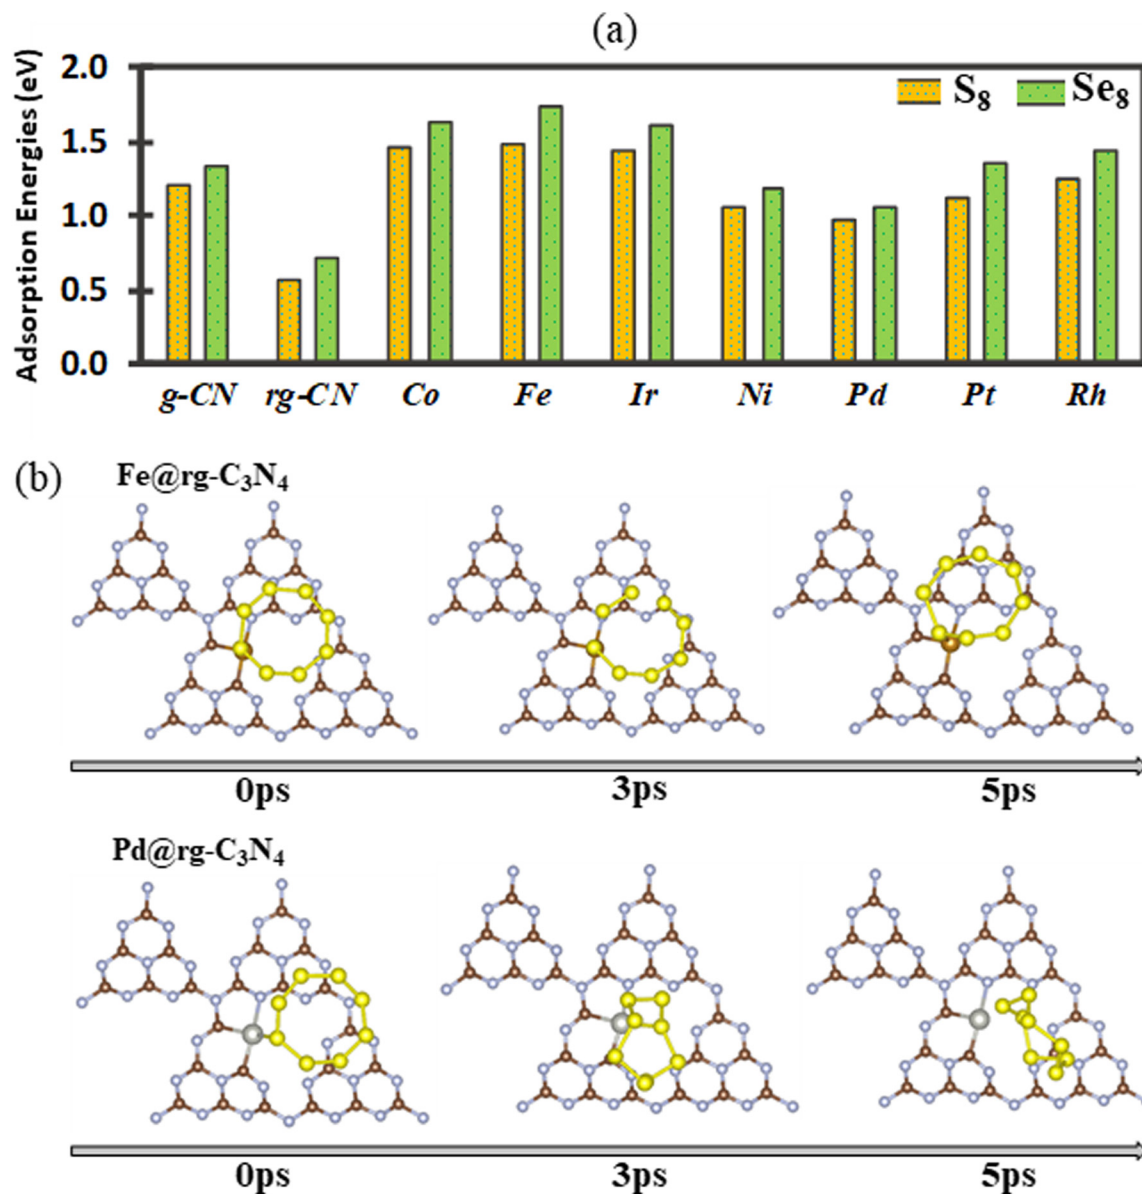 (a)
Adsorption Energies (eV)
2.0
1.5
1.0
0.5
0.0
S₈ Se₈
g-CN rg-CN Co Fe Ir Ni Pd Pt Rh
(b)
Fe@rg-C₃N₄
0ps 3ps 5ps
Pd@rg-C₃N₄
0ps 3ps 5ps